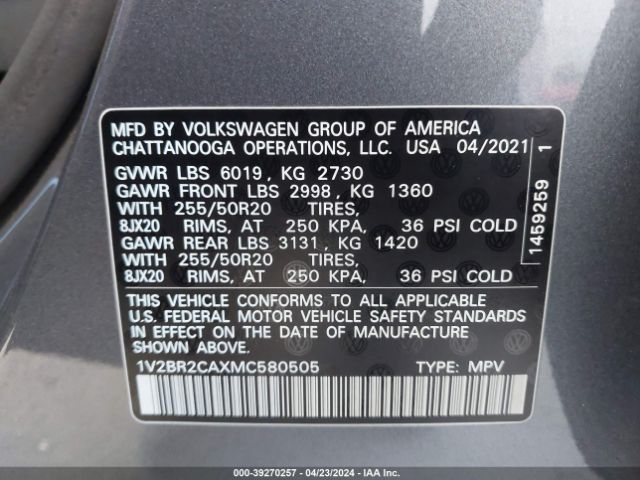 MFD BY VOLKSWAGEN GROUP OF AMERICA
CHATTANOOGA OPERATIONS, LLC. USA 04/2021
GVWR LBS 6019, KG 2730
GAWR FRONT LBS 2998, KG 1360
WITH 255/50R20 TIRES,
8JX20 RIMS, AT 250 KPA, 36 PSI COLD
GAWR REAR LBS 3131, KG 1420
WITH 255/50R20 TIRES,
8JX20 RIMS, AT 250 KPA, 36 PSI COLD
THIS VEHICLE CONFORMS TO ALL APPLICABLE
U.S. FEDERAL MOTOR VEHICLE SAFETY STANDARDS
IN EFFECT ON THE DATE OF MANUFACTURE
SHOWN ABOVE
1V2BR2CAXMC580505 TYPE: MPV
1459259 1
000-39270257 - 04/23/2024 - IAA Inc.